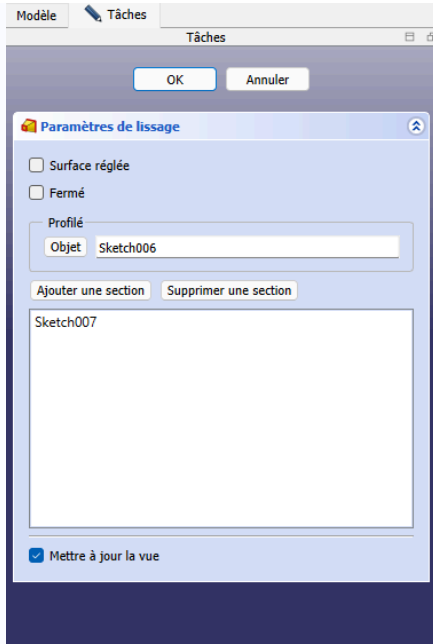 Modèle Tâches
Tâches
OK Annuler
Paramètres de lissage
Surface réglée
Fermé
Profilé
Objet Sketch006
Ajouter une section Supprimer une section
Sketch007
Mettre à jour la vue